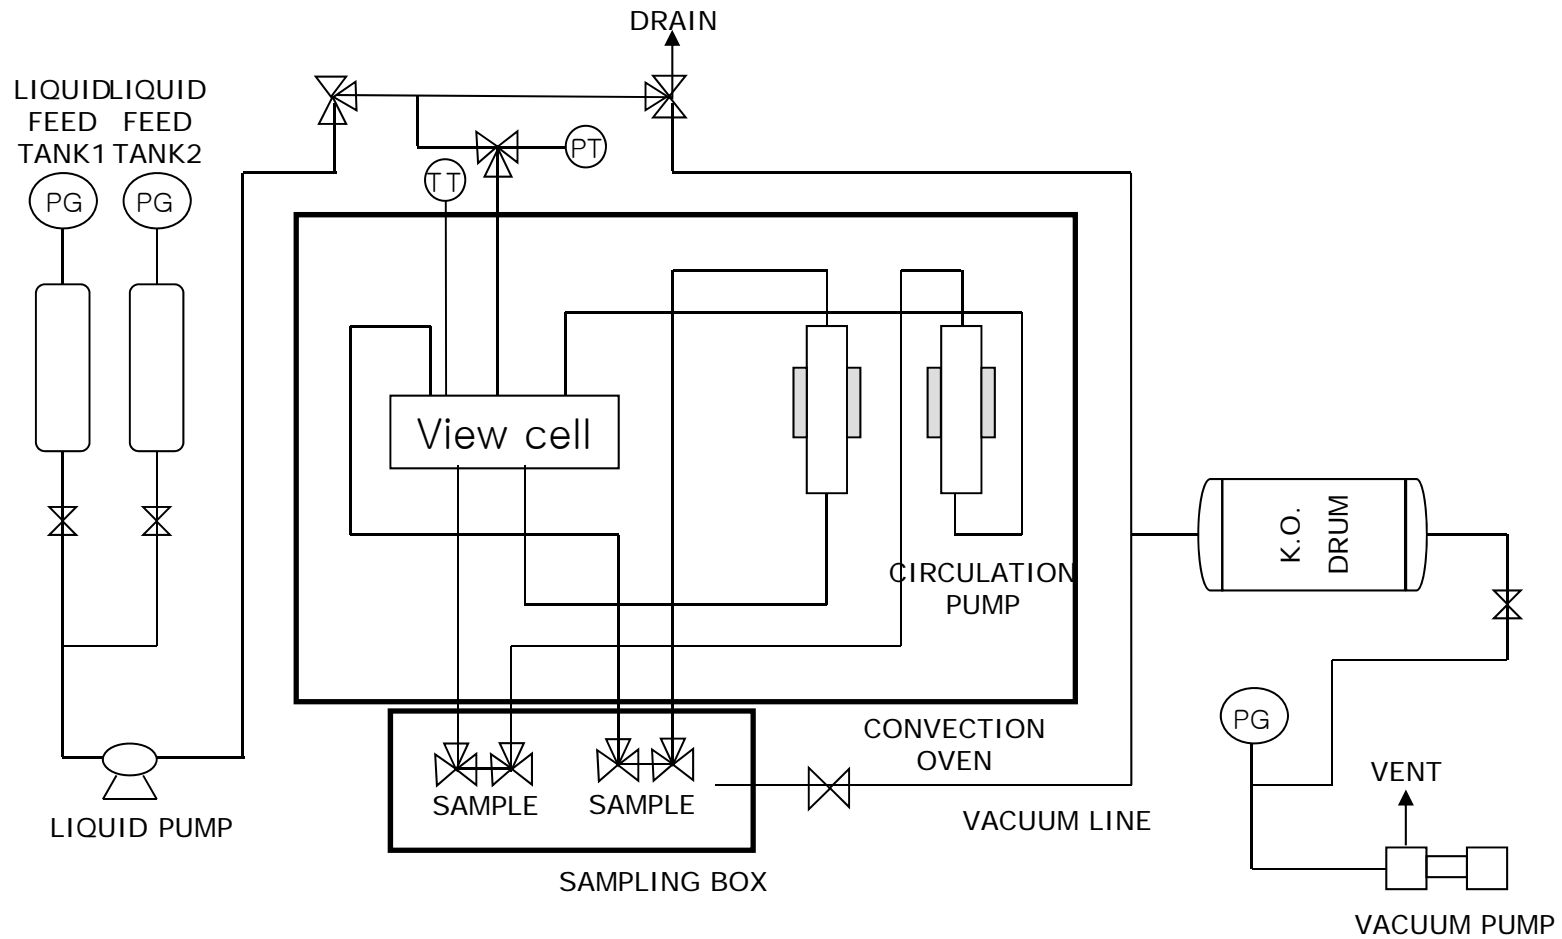 DRAIN
LIQUID
FEED
TANK1
LIQUID
FEED
TANK2
PG
PG
PT
TT
View cell
CIRCULATION
PUMP
K.O.
DRUM
PG
CONVECTION
OVEN
VENT
SAMPLE
SAMPLE
VACUUM LINE
LIQUID PUMP
SAMPLING BOX
VACUUM PUMP